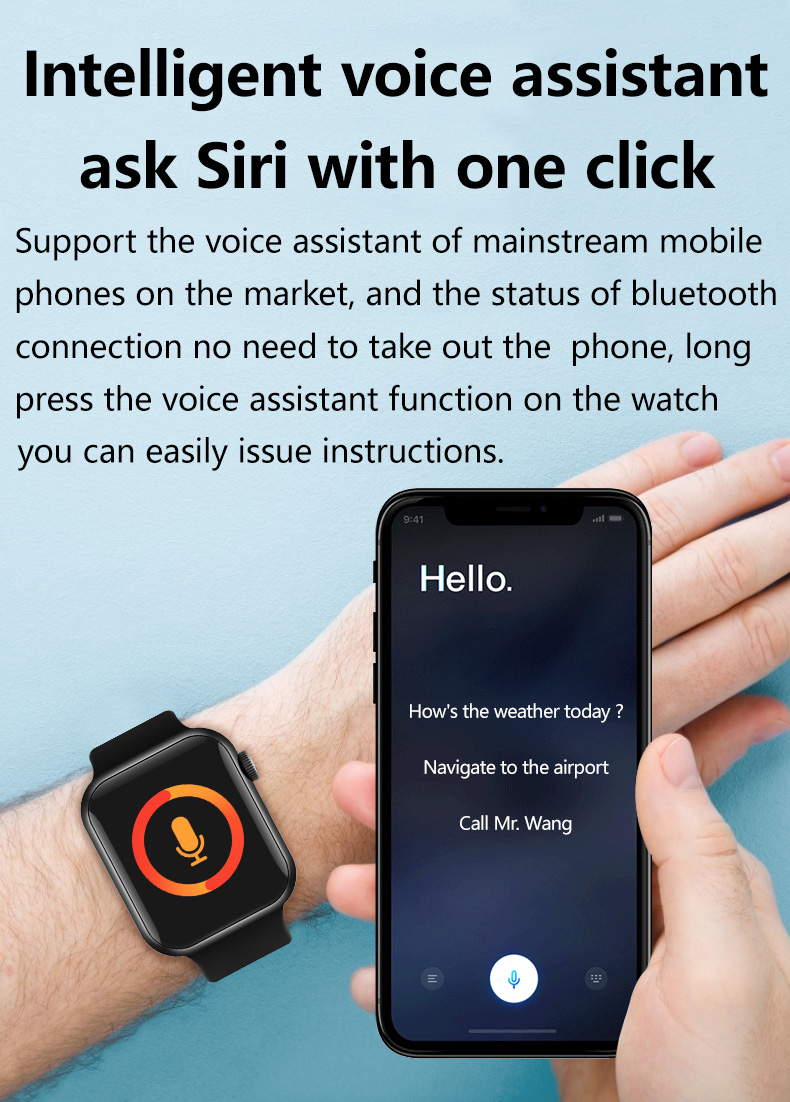 Intelligent voice assistant
ask Siri with one click
Support the voice assistant of mainstream mobile
phones on the market, and the status of bluetooth
connection no need to take out the  phone, long
press the voice assistant function on the watch
you can easily issue instructions.
9:41
Hello.
How's the weather today ?
Navigate to the airport
Call Mr. Wang